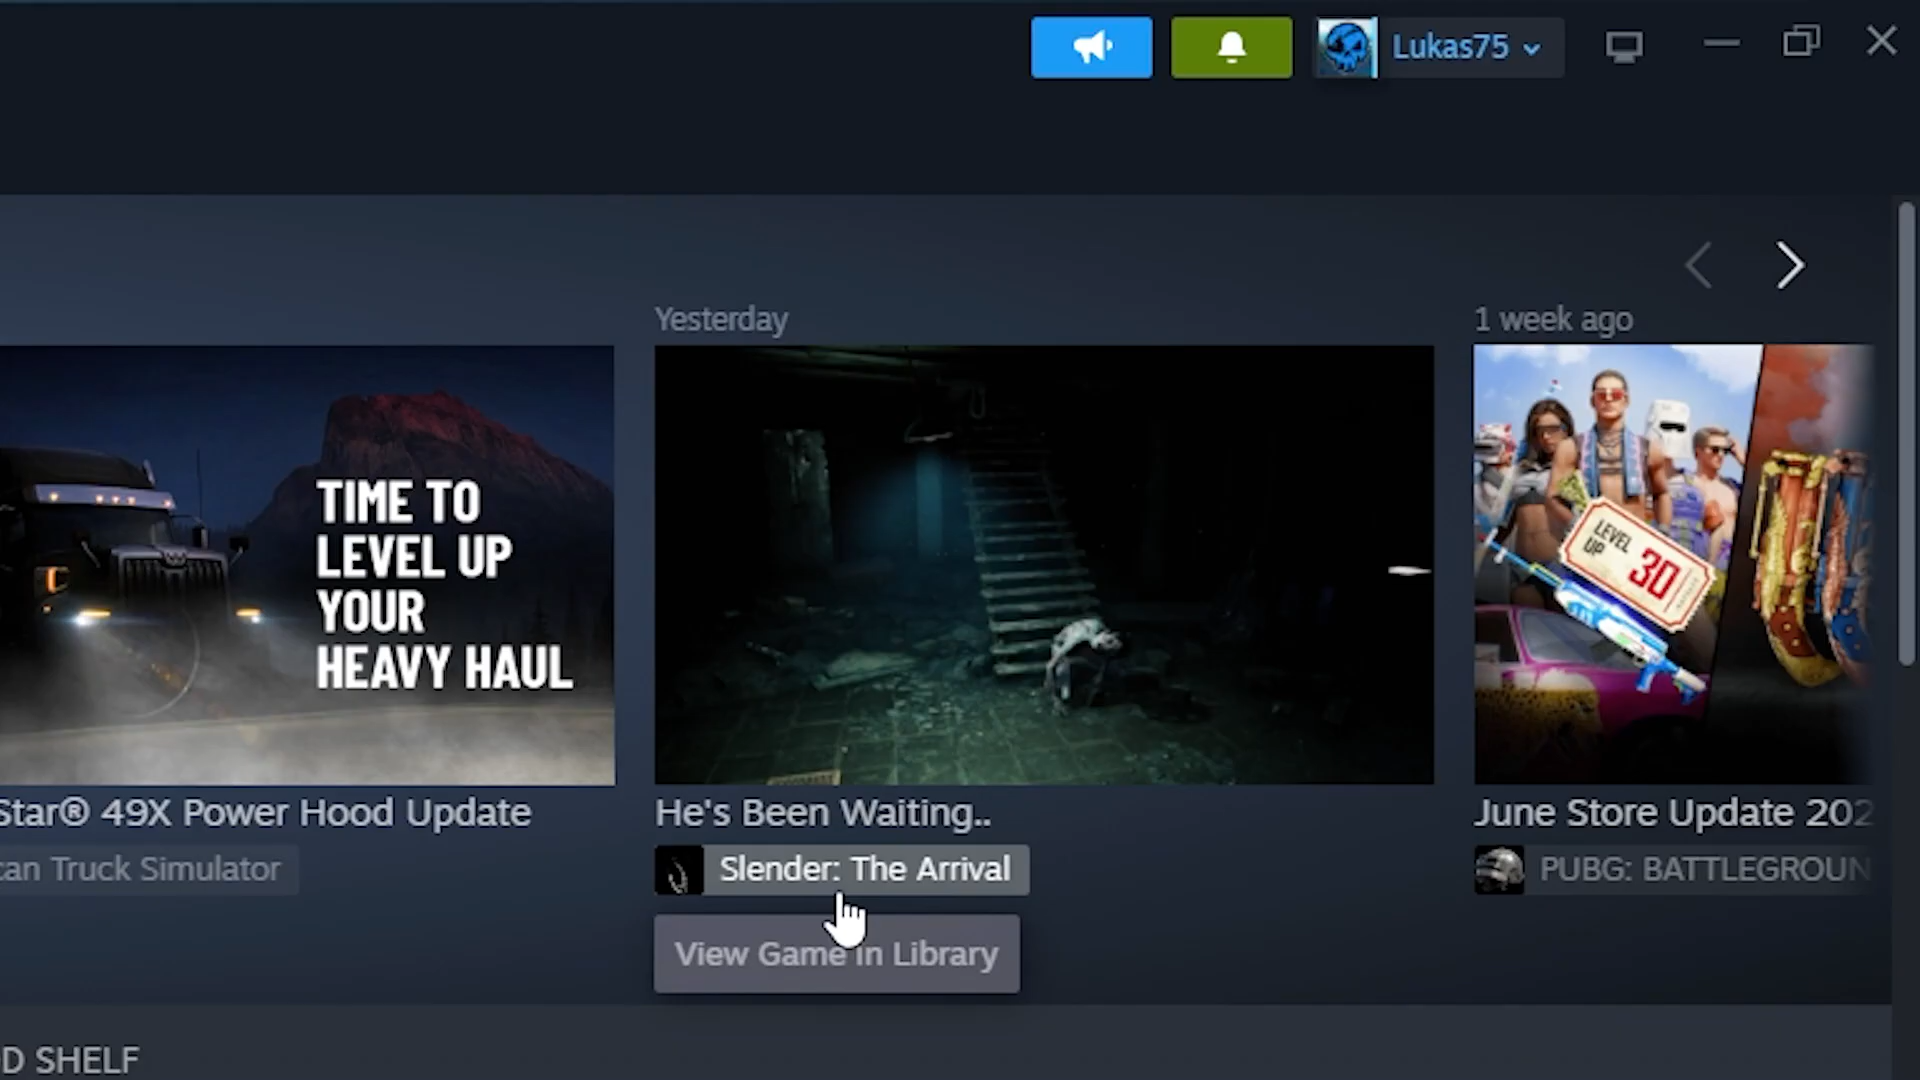 Lukas75
Yesterday
1 week ago
TIME TO
LEVEL UP
YOUR
HEAVY HAUL
LEVEL
UP
30
Star® 49X Power Hood Update
He's Been Waiting..
June Store Update 202
can Truck Simulator
Slender: The Arrival
PUBG: BATTLEGROUN
View Game in Library
D SHELF